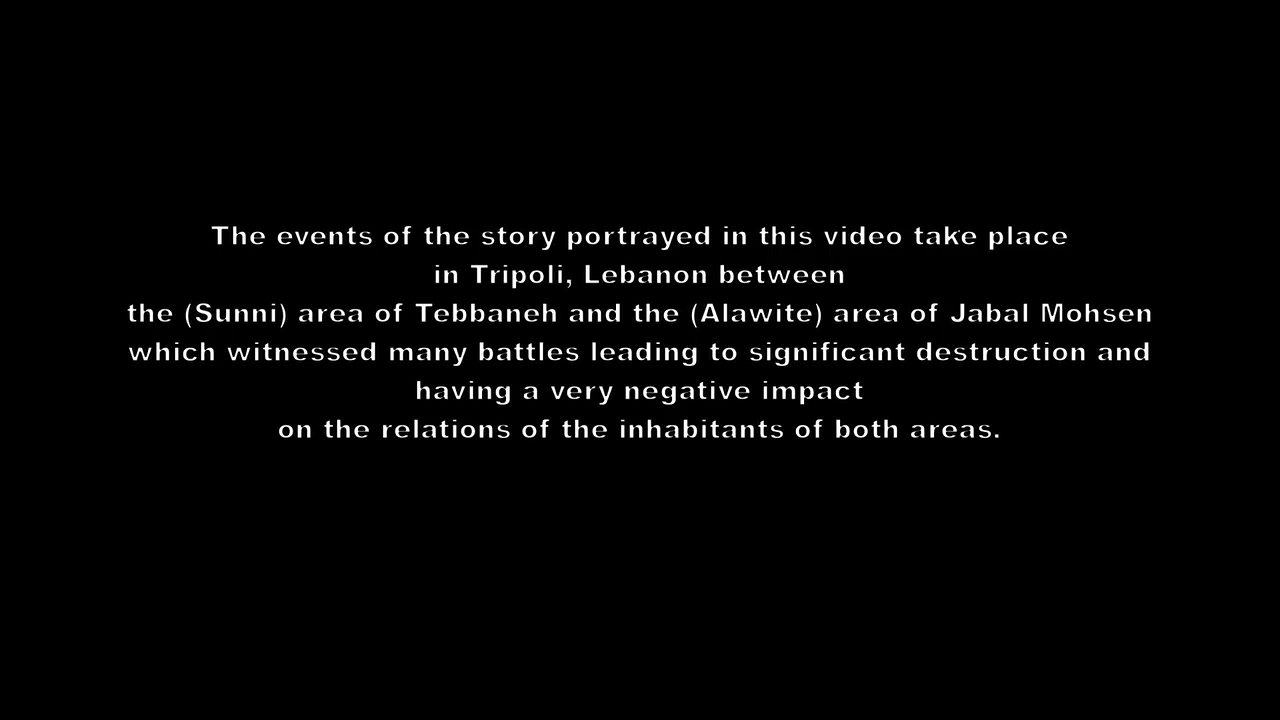 The events of the story portrayed in this video take place
in Tripoli, Lebanon between
the (Sunni) area of Tebbaneh and the (Alawite) area of Jabal Mohsen
which witnessed many battles leading to significant destruction and
having a very negative impact
on the relations of the inhabitants of both areas.